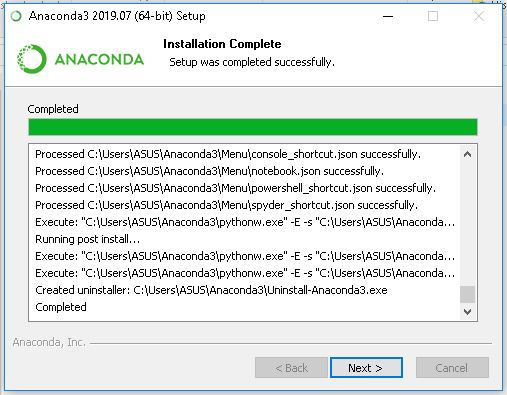 Anaconda3 2019.07 (64-bit) Setup
ANACONDA
Installation Complete
Setup was completed successfully.
Completed
Processed C:\Users\ASUS\Anaconda3\Menu\console_shortcut.json successfully.
Processed C:\Users\ASUS\Anaconda3\Menu\notebook.json successfully.
Processed C:\Users\ASUS\Anaconda3\Menu\powershell_shortcut.json successfully.
Processed C:\Users\ASUS\Anaconda3\Menu\spyder_shortcut.json successfully.
Execute: "C:\Users\ASUS\Anaconda3\pythonw.exe" -E -s "C:\Users\ASUS\Anaconda...
Running post install...
Execute: "C:\Users\ASUS\Anaconda3\pythonw.exe" -E -s "C:\Users\ASUS\Anaconda...
Execute: "C:\Users\ASUS\Anaconda3\pythonw.exe" -E -s "C:\Users\ASUS\Anaconda...
Created uninstaller: C:\Users\ASUS\Anaconda3\Uninstall-Anaconda3.exe
Completed
Anaconda, Inc.
< Back
Next >
Cancel